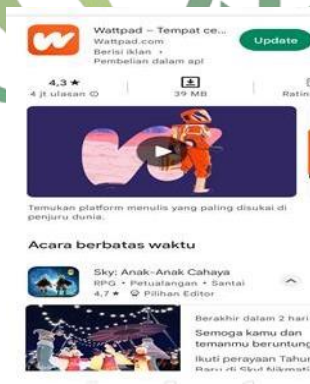 Wattpad – Tempat ce...
Wattpad.com
Berisi iklan •
Pembelian dalam apl
Update
4,3 ★
4 jt ulasan
39 MB
Temukan platform menulis yang paling disukai di
penjuru dunia.
Acara berbatas waktu
Sky: Anak-Anak Cahaya
RPG • Petualangan • Santai
4,7 ★ Pilihan Editor
Berakhir dalam 2 hari
Semoga kamu dan
temanmu beruntung
Ikuti perayaan Tahun